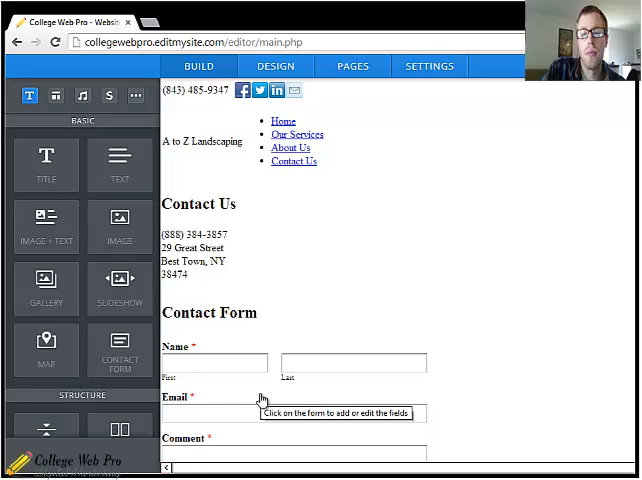 College Web Pro - Websit
collegewebpro.editmysite.com/editor/main.php
BUILD DESIGN PAGES SETTINGS
(843) 485-9347
T
$
BASIC
Home
Our Services
About Us
Contact Us
A to Z Landscaping
T
TITLE
TEXT
Contact Us
IMAGE + TEXT
IMAGE
(888) 384-3857
29 Great Street
Best Town, NY
38474
GALLERY
SLIDESHOW
Contact Form
MAP
CONTACT
FORM
Name *
First
Last
STRUCTURE
Email *
Click on the form to add or edit the fields
Comment *
College Web Pro